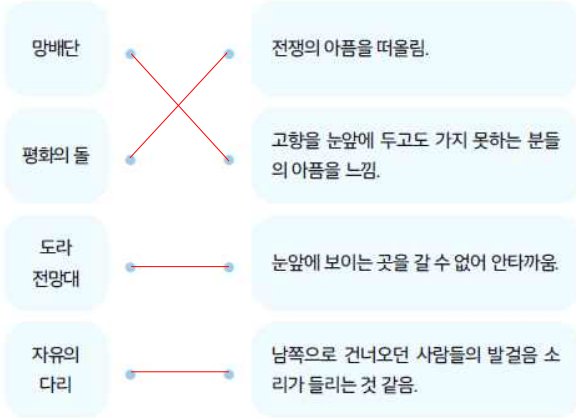 망배단
전쟁의 아픔을 떠올림.
평화의 돌
고향을 눈앞에 두고도 가지 못하는 분들
의 아픔을 느낌.
도라
전망대
눈앞에 보이는 곳을 갈 수 없어 안타까움.
자유의
다리
남쪽으로 건너오던 사람들의 발걸음 소
리가 들리는 것 같음.